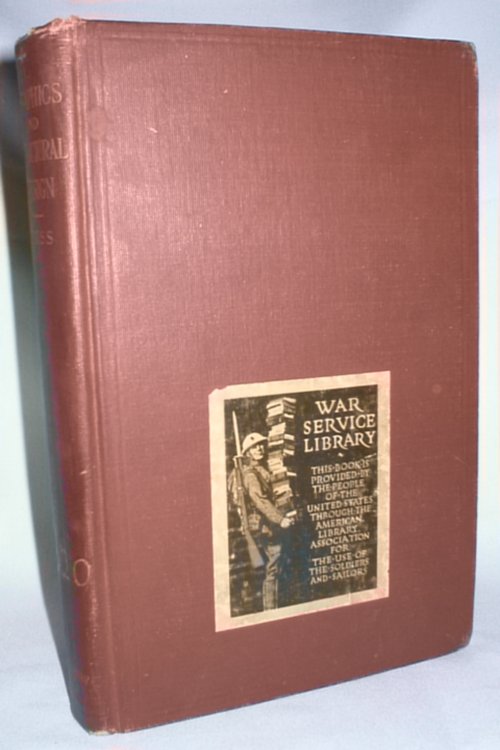 AND
WAR
SERVICE
LIBRARY
THIS·BOOK·IS
PROVIDED·BY
THE·PEOPLE
OF·THE
UNITED·STATES
THROUGH·THE
AMERICAN
LIBRARY
ASSOCIATION
FOR
THE·USE·OF
THE·SOLDIERS
AND·SAILORS